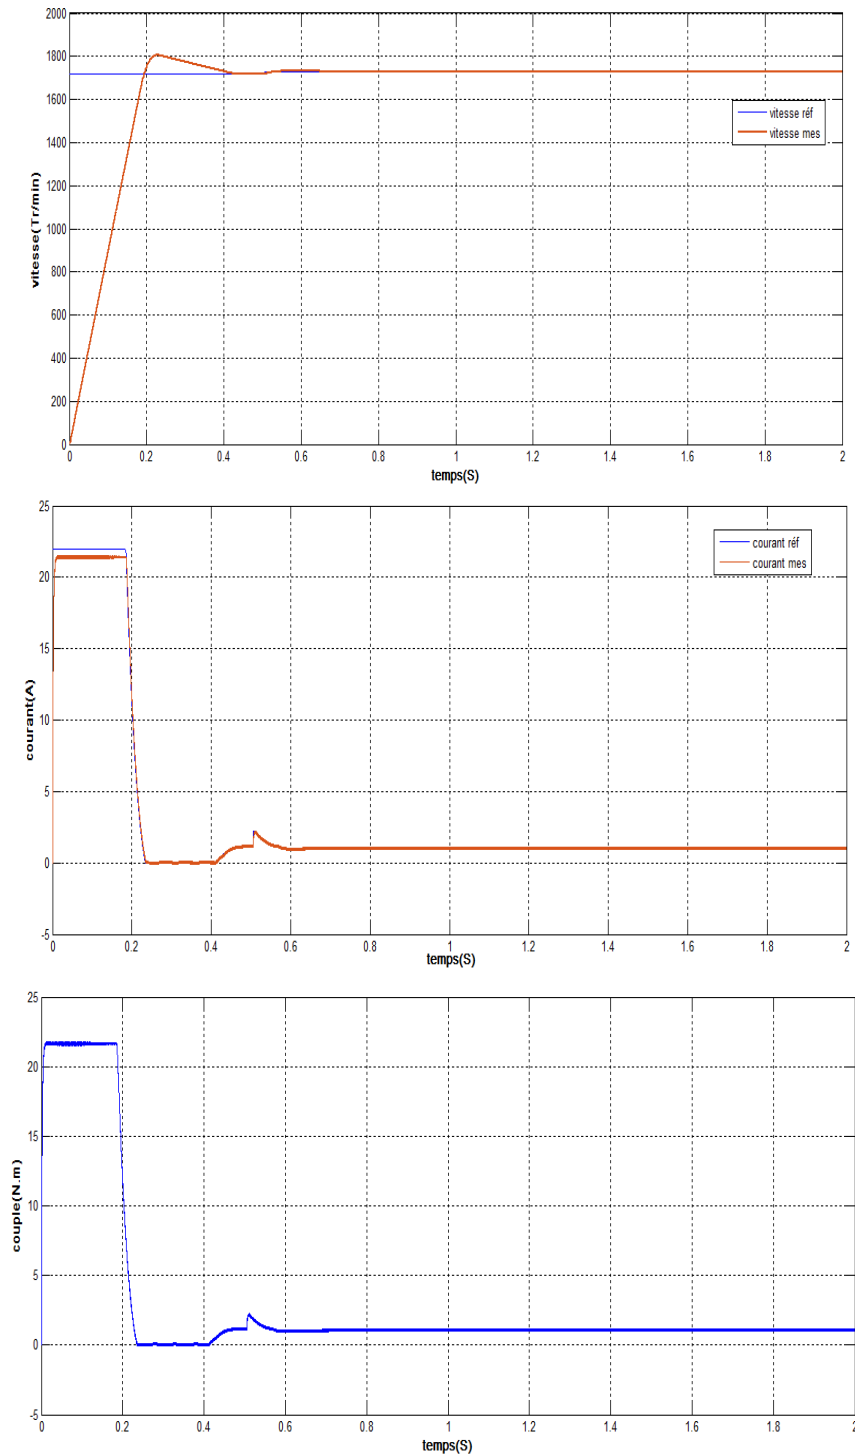 2000
1800
1600
1400
1200
1000
800
600
400
200
0
vitesse(Tr/min)
vitesse réf
vitesse mes
0 0.2 0.4 0.6 0.8 1 1.2 1.4 1.6 1.8 2
temps(S)
25
20
15
10
5
0
-5
courant(A)
courant réf
courant mes
0 0.2 0.4 0.6 0.8 1 1.2 1.4 1.6 1.8 2
temps(S)
25
20
15
10
5
0
-5
couple(N.m)
0 0.2 0.4 0.6 0.8 1 1.2 1.4 1.6 1.8 2
temps(S)